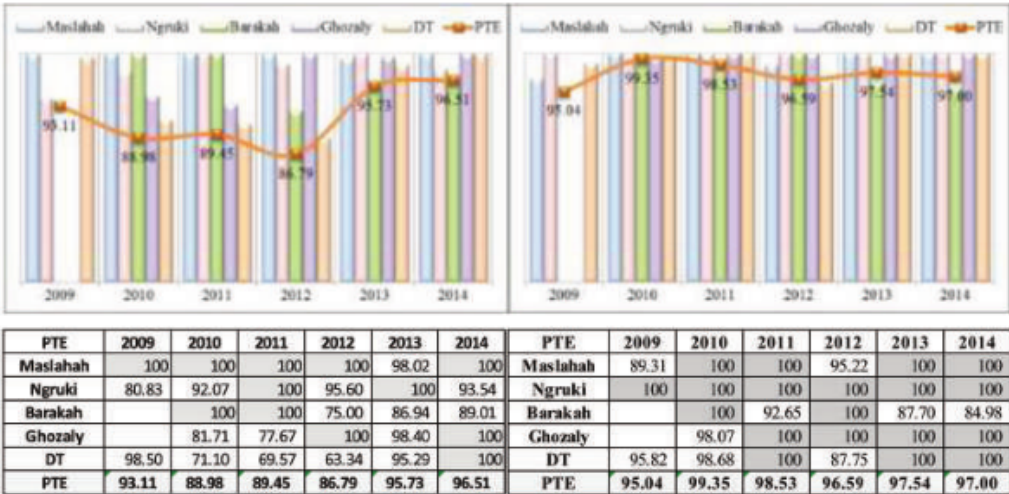 Maslahah Ngruki Barakah Ghozaly DT PTE
93.11 88.98 89.45 86.79 95.73 96.51
2009 2010 2011 2012 2013 2014
Maslahah Ngruki Barakah Ghozaly DT PTE
95.04 99.35 98.53 96.59 97.54 97.00
2009 2010 2011 2012 2013 2014
PTE 2009 2010 2011 2012 2013 2014
Maslahah 100 100 100 100 98.02 100
Ngruki 80.83 92.07 100 95.60 100 93.54
Barakah 100 100 75.00 86.94 89.01
Ghozaly 81.71 77.67 100 98.40 100
DT 98.50 71.10 69.57 63.34 95.29 100
PTE 93.11 88.98 89.45 86.79 95.73 96.51
PTE 2009 2010 2011 2012 2013 2014
Maslahah 89.31 100 100 95.22 100 100
Ngruki 100 100 100 100 100 100
Barakah 100 92.65 100 87.70 84.98
Ghozaly 98.07 100 100 100 100
DT 95.82 98.68 100 87.75 100 100
PTE 95.04 99.35 98.53 96.59 97.54 97.00